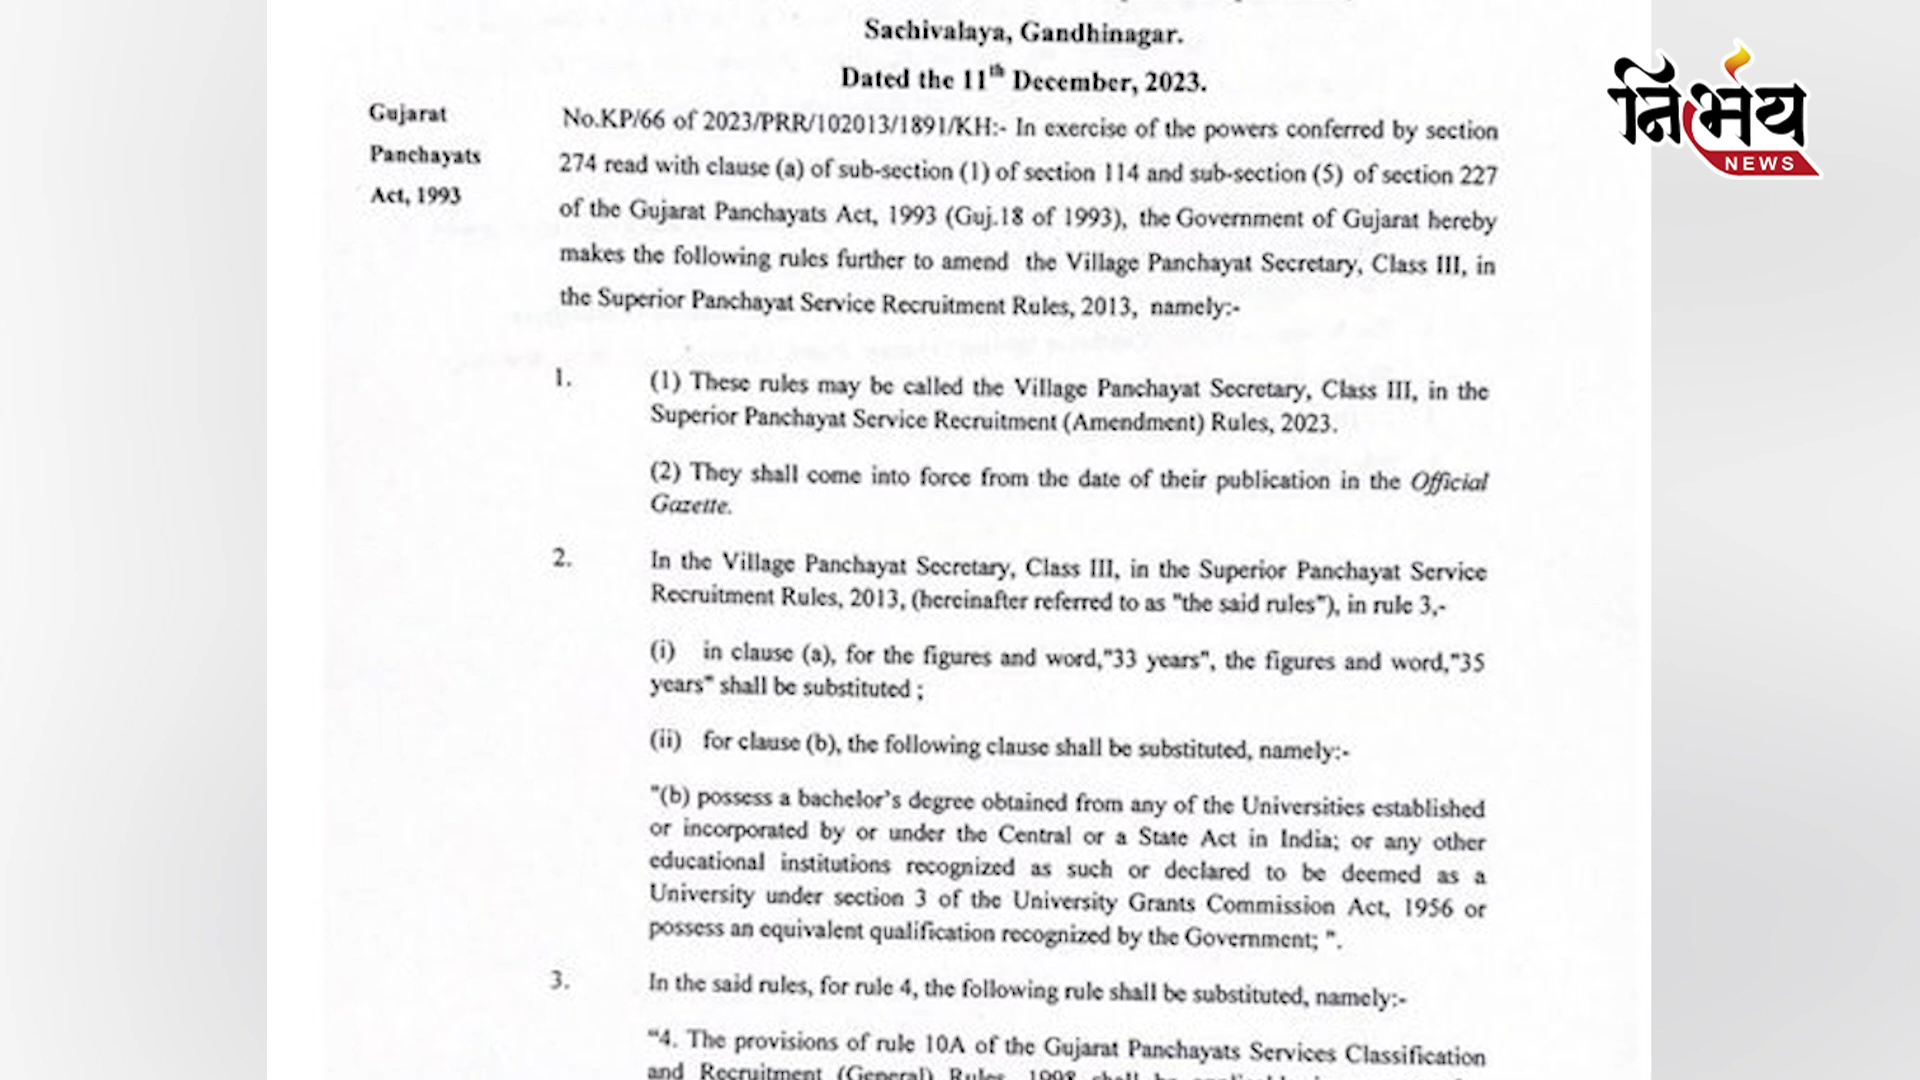 Sachivalaya, Gandhinagar.
Dated the 11th December, 2023.
Gujarat
Panchayats
Act, 1993
No.KP/66 of 2023/PRR/102013/1891/KH:- In exercise of the powers conferred by section
274 read with clause (a) of sub-section (1) of section 114 and sub-section (5) of section 227
of the Gujarat Panchayats Act, 1993 (Guj.18 of 1993), the Government of Gujarat hereby
makes the following rules further to amend the Village Panchayat Secretary, Class III, in
the Superior Panchayat Service Recruitment Rules, 2013, namely:-
1. (1) These rules may be called the Village Panchayat Secretary, Class III, in the
Superior Panchayat Service Recruitment (Amendment) Rules, 2023.
(2) They shall come into force from the date of their publication in the Official
Gazette.
2. In the Village Panchayat Secretary, Class III, in the Superior Panchayat Service
Recruitment Rules, 2013, (hereinafter referred to as "the said rules"), in rule 3,-
(i) in clause (a), for the figures and word,"33 years", the figures and word,"35
years" shall be substituted ;
(ii) for clause (b), the following clause shall be substituted, namely:-
"(b) possess a bachelor's degree obtained from any of the Universities established
or incorporated by or under the Central or a State Act in India; or any other
educational institutions recognized as such or declared to be deemed as a
University under section 3 of the University Grants Commission Act, 1956 or
possess an equivalent qualification recognized by the Government; ".
3. In the said rules, for rule 4, the following rule shall be substituted, namely:-
"4. The provisions of rule 10A of the Gujarat Panchayats Services Classification
and Recruitment (General) Rules, 1998 shall be
निर्भय
NEWS